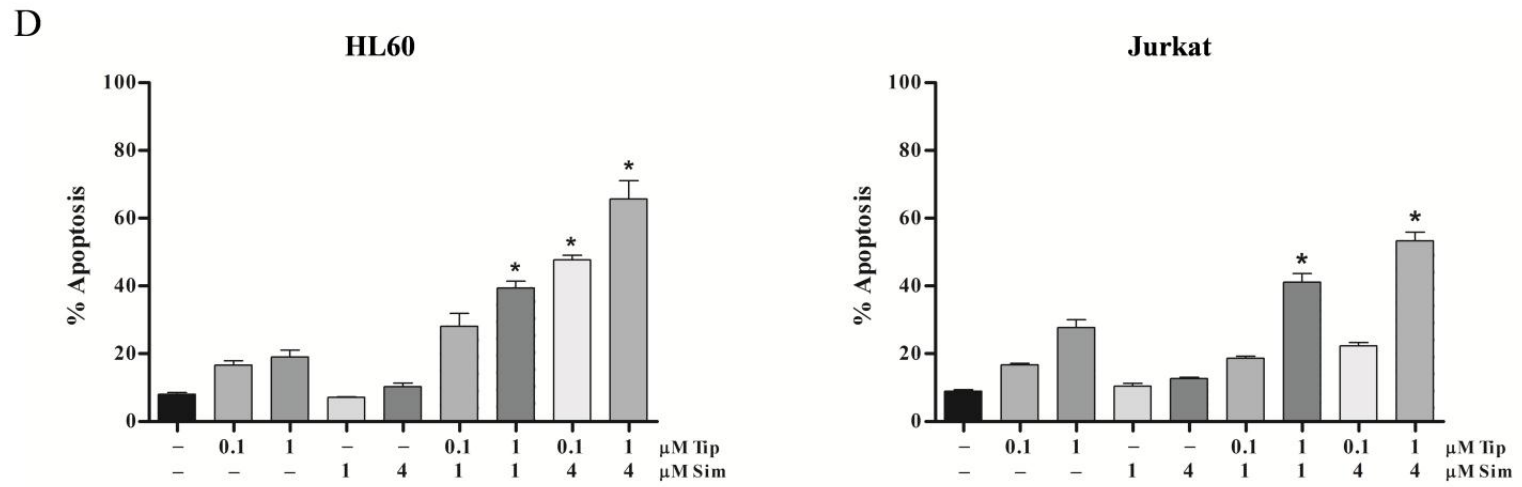 D
HL60
% Apoptosis
100
80
60
40
20
0
*
*
*
– 0.1 1 – – 0.1 1 0.1 1 μM Tip
– – – 1 4 1 1 4 4 μM Sim
Jurkat
% Apoptosis
100
80
60
40
20
0
*
*
– 0.1 1 – – 0.1 1 0.1 1 μM Tip
– – – 1 4 1 1 4 4 μM Sim